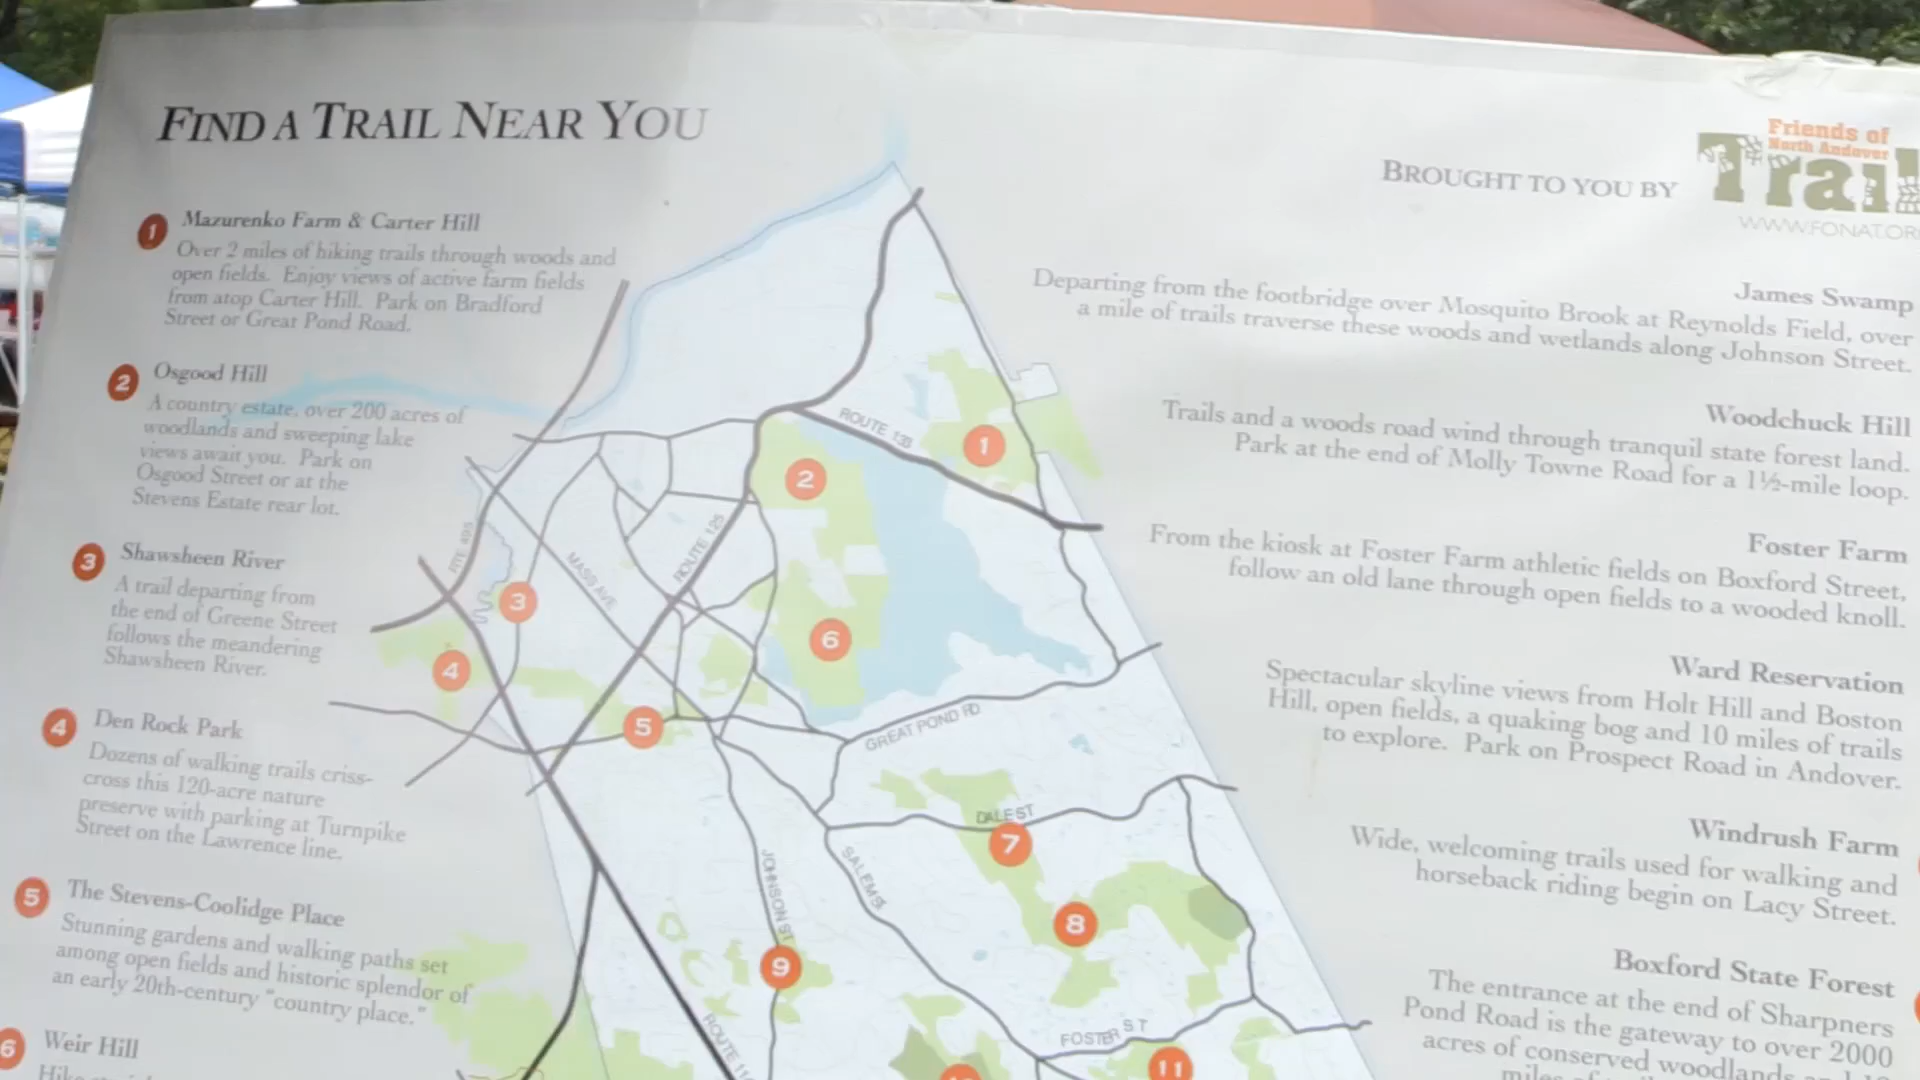 FIND A TRAIL NEAR YOU
1 Mazurenko Farm & Carter Hill
Over 2 miles of hiking trails through woods and
open fields. Enjoy views of active farm fields
from atop Carter Hill. Park on Bradford
Street or Great Pond Road.
2 Osgood Hill
A country estate, over 200 acres of
woodlands and sweeping lake
views await you. Park on
Osgood Street or at the
Stevens Estate rear lot.
3 Shawsheen River
A trail departing from
the end of Greene Street
follows the meandering
Shawsheen River.
4 Den Rock Park
Dozens of walking trails criss-
cross this 120-acre nature
preserve with parking at Turnpike
Street on the Lawrence line.
5 The Stevens-Coolidge Place
Stunning gardens and walking paths set
among open fields and historic splendor of
an early 20th-century "country place."
6 Weir Hill
ROUTE 133
1
2
RTE 495
MASS AVE
ROUTE 125
3
6
4
5
GREAT POND RD
DALE ST
7
JOHNSON ST
SALEM S
8
9
ROUTE 114
FOSTER ST
11
BROUGHT TO YOU BY
Friends of
North Andover
Trail
WWW.FONAT.OR
James Swamp
Departing from the footbridge over Mosquito Brook at Reynolds Field, over
a mile of trails traverse these woods and wetlands along Johnson Street.
Woodchuck Hill
Trails and a woods road wind through tranquil state forest land.
Park at the end of Molly Towne Road for a 1½-mile loop.
Foster Farm
From the kiosk at Foster Farm athletic fields on Boxford Street,
follow an old lane through open fields to a wooded knoll.
Ward Reservation
Spectacular skyline views from Holt Hill and Boston
Hill, open fields, a quaking bog and 10 miles of trails
to explore. Park on Prospect Road in Andover.
Windrush Farm
Wide, welcoming trails used for walking and
horseback riding begin on Lacy Street.
Boxford State Forest
The entrance at the end of Sharpners
Pond Road is the gateway to over 2000
acres of conserved woodlands